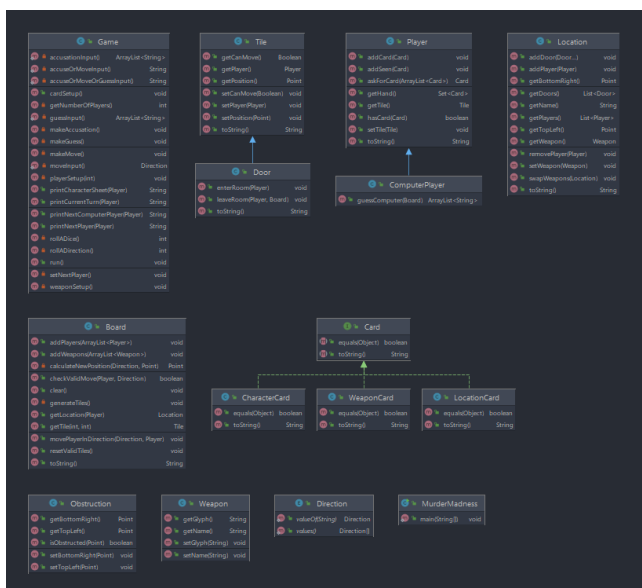 Game
accusationInput() ArrayList<String>
accuseOrMoveInput() String
accuseOrMoveOrGuessInput() String
cardSetup() void
getNumberOfPlayers() int
guessInput() ArrayList<String>
makeAccusation() void
makeGuess() void
makeMove() void
moveInput() Direction
playerSetup(int) void
printCharacterSheet(Player) String
printCurrentTurn(Player) String
printNextComputerPlayer(Player) String
printNextPlayer(Player) String
rollADice() int
rollADirection() int
run() void
setNextPlayer() void
weaponSetup() void
Tile
getCanMove() Boolean
getPlayer() Player
getPosition() Point
setCanMove(Boolean) void
setPlayer(Player) void
setPosition(Point) void
toString() String
Door
enterRoom(Player) void
leaveRoom(Player, Board) void
toString() String
Player
addCard(Card) void
addSeen(Card) void
askForCard(ArrayList<Card>) Card
getHand() Set<Card>
getTile() Tile
hasCard(Card) boolean
setTile(Tile) void
toString() String
ComputerPlayer
guessComputer(Board) ArrayList<String>
Location
addDoor(Door...) void
addPlayer(Player) void
getBottomRight() Point
getDoors() List<Door>
getName() String
getPlayers() List<Player>
getTopLeft() Point
getWeapon() Weapon
removePlayer(Player) void
setWeapon(Weapon) void
swapWeapons(Location) void
toString() String
Board
addPlayers(ArrayList<Player>) void
addWeapons(ArrayList<Weapon>) void
calculateNewPosition(Direction, Point) Point
checkValidMove(Player, Direction) boolean
clear() void
generateTiles() void
getLocation(Player) Location
getTile(int, int) Tile
movePlayerInDirection(Direction, Player) void
resetValidTiles() void
toString() String
Card
equals(Object) boolean
toString() String
CharacterCard
equals(Object) boolean
toString() String
WeaponCard
equals(Object) boolean
toString() String
LocationCard
equals(Object) boolean
toString() String
Obstruction
getBottomRight() Point
getTopLeft() Point
isObstructed(Point) boolean
setBottomRight(Point) void
setTopLeft(Point) void
Weapon
getGlyph() String
getName() String
setGlyph(String) void
setName(String) void
Direction
valueOf(String) Direction
values() Direction[]
MurderMadness
main(String[]) void